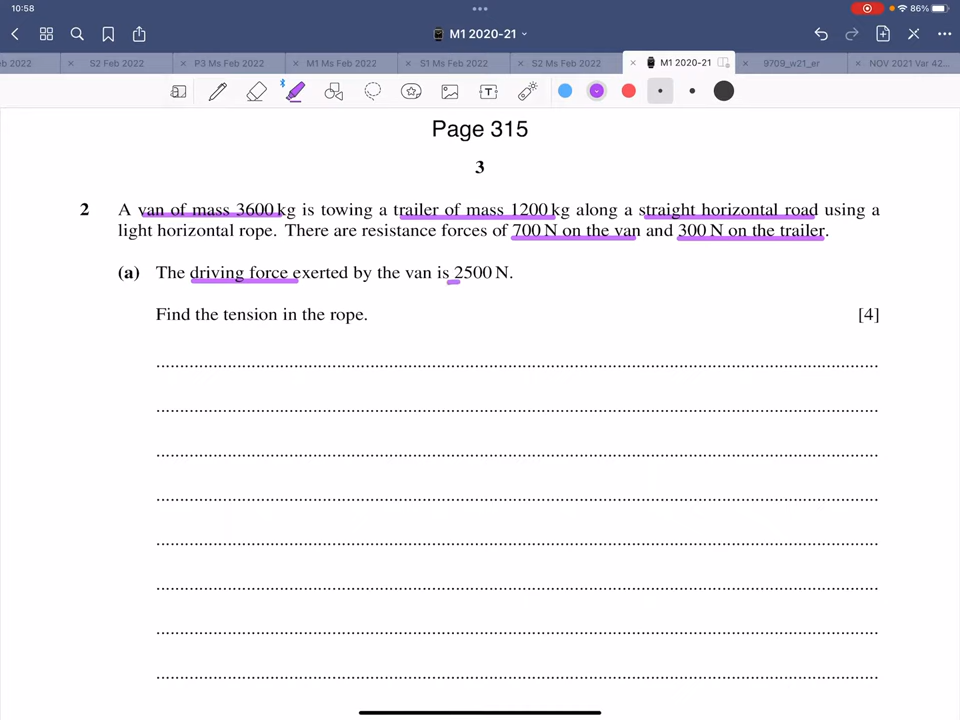 10:58
86%
M1 2020-21
b 2022
S2 Feb 2022
P3 Ms Feb 2022
M1 Ms Feb 2022
S1 Ms Feb 2022
S2 Ms Feb 2022
M1 2020-21
9709_w21_er
NOV 2021 Var 42...
Page 315
3
2 A van of mass 3600 kg is towing a trailer of mass 1200 kg along a straight horizontal road using a
light horizontal rope. There are resistance forces of 700 N on the van and 300 N on the trailer.
(a) The driving force exerted by the van is 2500 N.
Find the tension in the rope. [4]